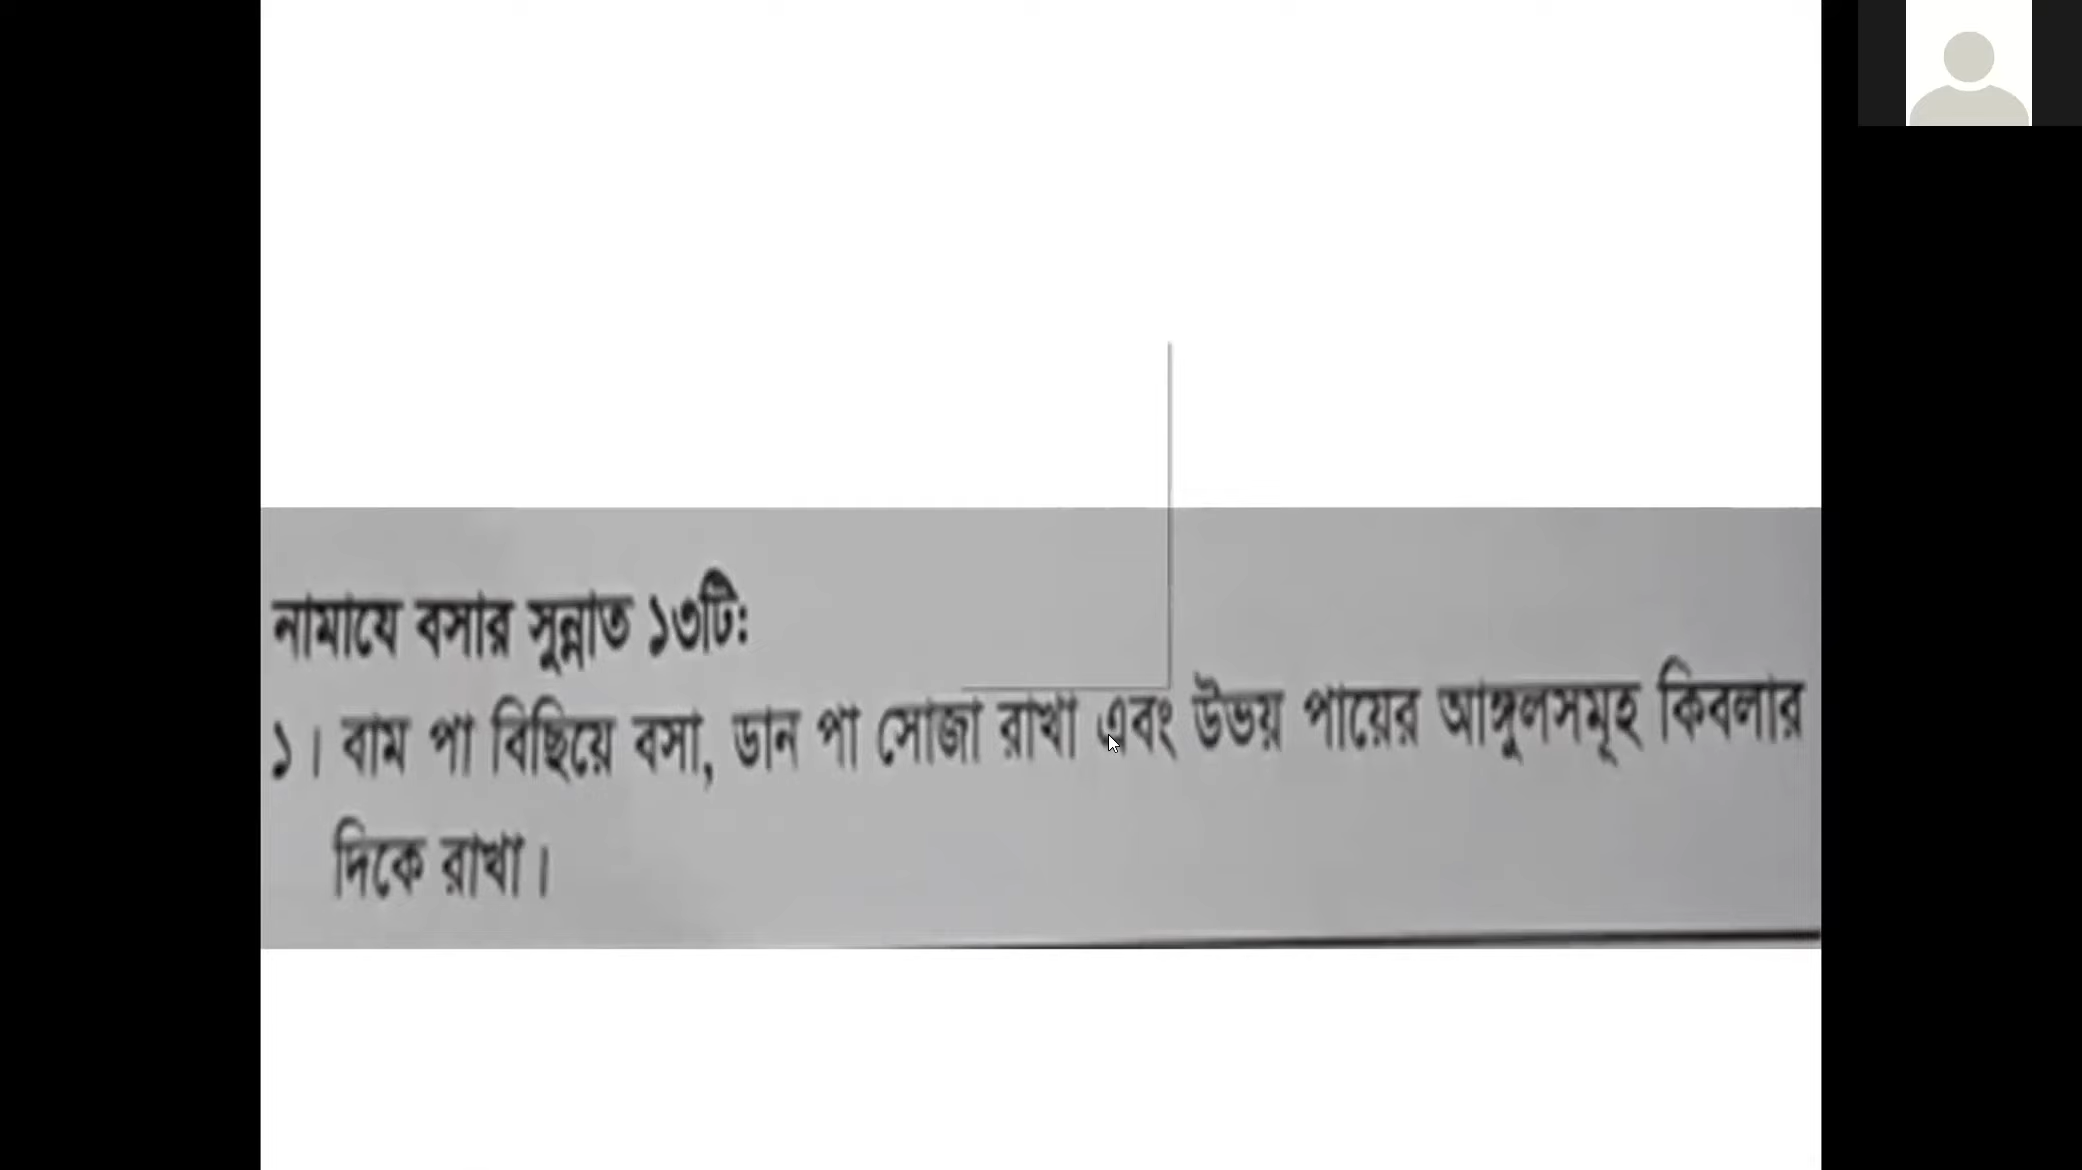 নামাযে বসার সুন্নাত ১৩টি:
১। বাম পা বিছিয়ে বসা, ডান পা সোজা রাখা এবং উভয় পায়ের আঙ্গুলসমূহ কিবলার
দিকে রাখা।